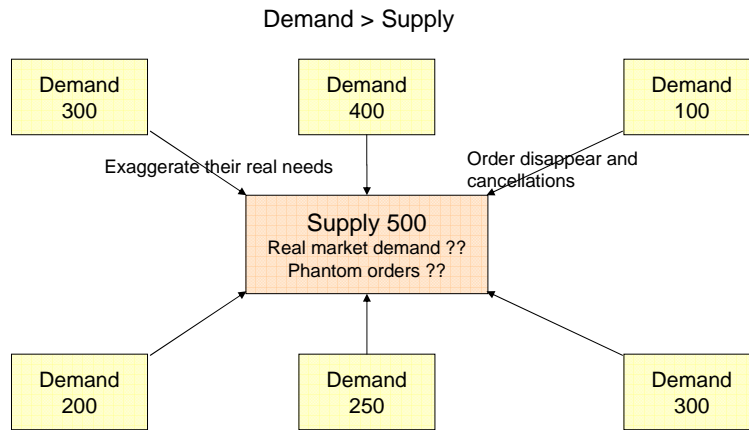 Demand > Supply
Demand
300
Demand
400
Demand
100
Exaggerate their real needs
Order disappear and
cancellations
Supply 500
Real market demand ??
Phantom orders ??
Demand
200
Demand
250
Demand
300